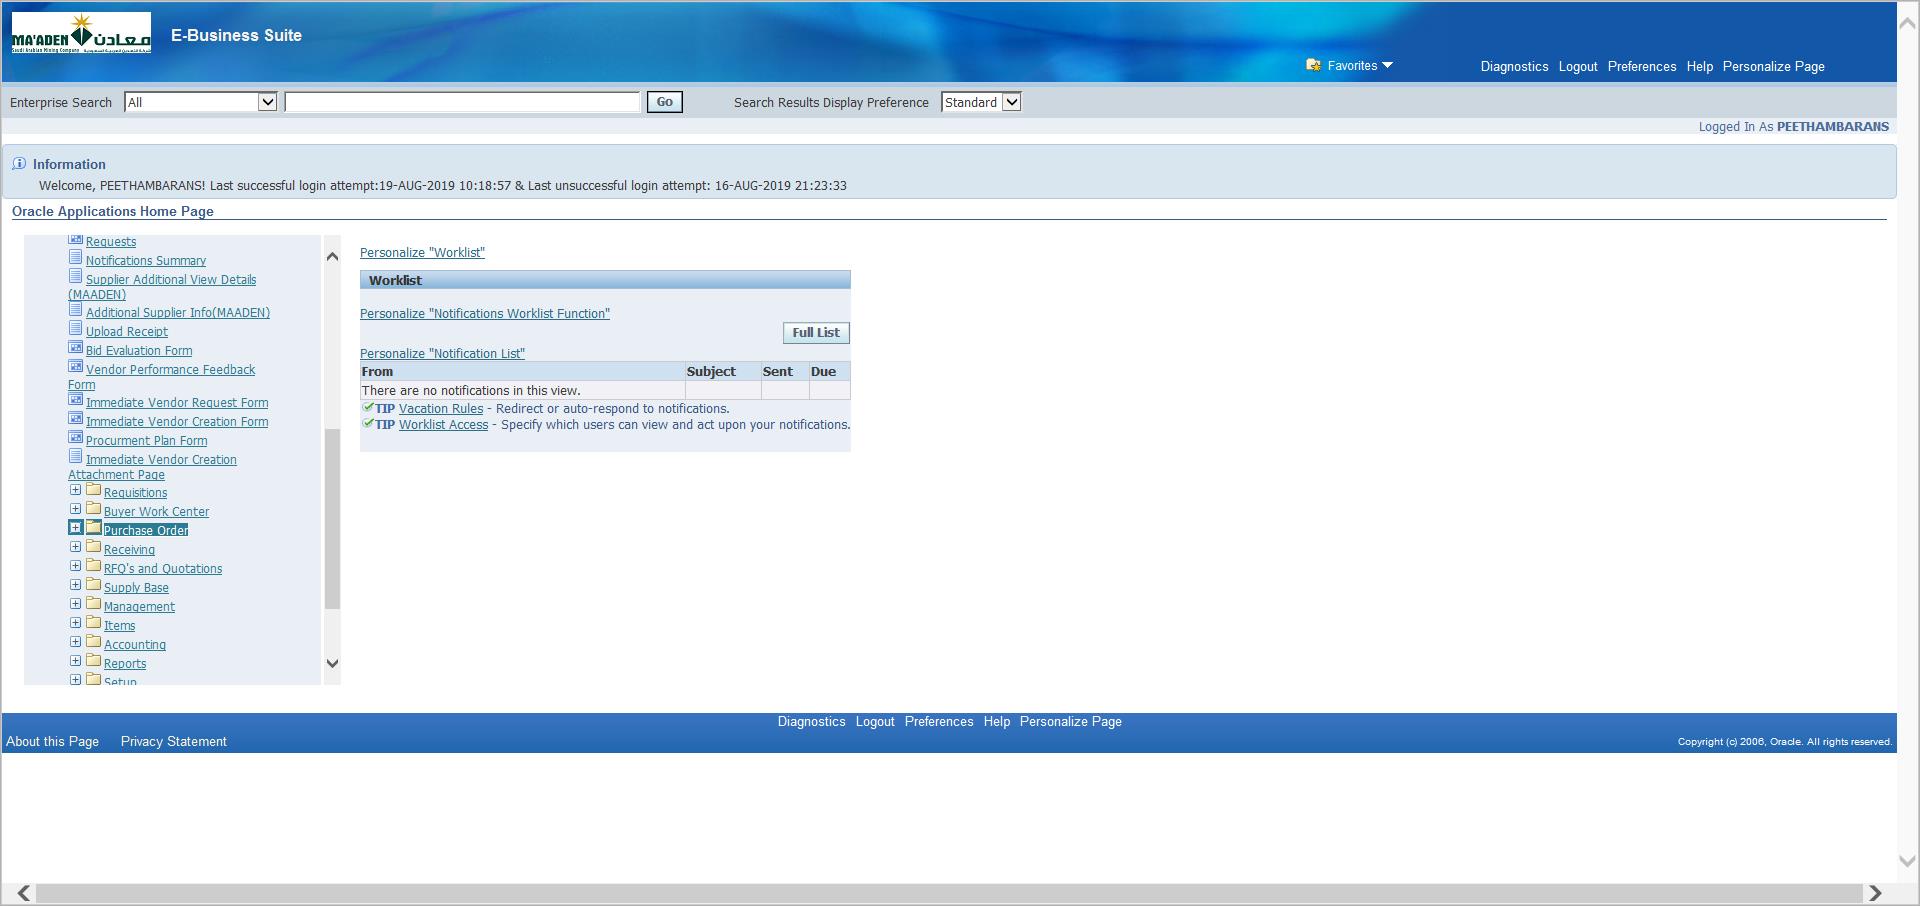 MA'ADEN معادن
Saudi Arabian Mining Company
E-Business Suite
Favorites
Diagnostics Logout Preferences Help Personalize Page
Enterprise Search All Go Search Results Display Preference Standard
Logged In As PEETHAMBARANS
Information
Welcome, PEETHAMBARANS! Last successful login attempt:19-AUG-2019 10:18:57 & Last unsuccessful login attempt: 16-AUG-2019 21:23:33
Oracle Applications Home Page
Requests
Notifications Summary
Supplier Additional View Details
(MAADEN)
Additional Supplier Info(MAADEN)
Upload Receipt
Bid Evaluation Form
Vendor Performance Feedback
Form
Immediate Vendor Request Form
Immediate Vendor Creation Form
Procurment Plan Form
Immediate Vendor Creation
Attachment Page
Requisitions
Buyer Work Center
Purchase Order
Receiving
RFQ's and Quotations
Supply Base
Management
Items
Accounting
Reports
Setup
Personalize "Worklist"
Worklist
Personalize "Notifications Worklist Function"
Full List
Personalize "Notification List"
From Subject Sent Due
There are no notifications in this view.
TIP Vacation Rules - Redirect or auto-respond to notifications.
TIP Worklist Access - Specify which users can view and act upon your notifications.
Diagnostics Logout Preferences Help Personalize Page
About this Page Privacy Statement
Copyright (c) 2006, Oracle. All rights reserved.